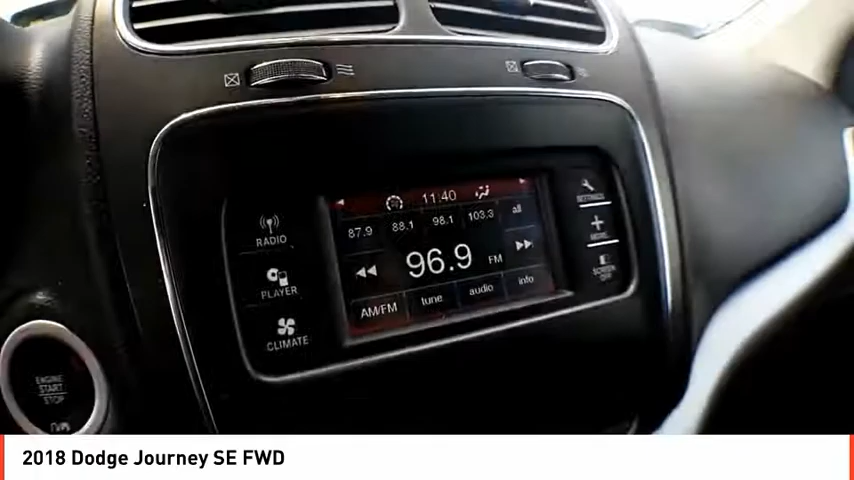 11:40
87.9 88.1 98.1 103.3 all
96.9 FM
AM/FM tune audio info
RADIO
PLAYER
CLIMATE
SETTINGS
MORE
SCREEN
OFF
ENGINE
START
STOP
2018 Dodge Journey SE FWD